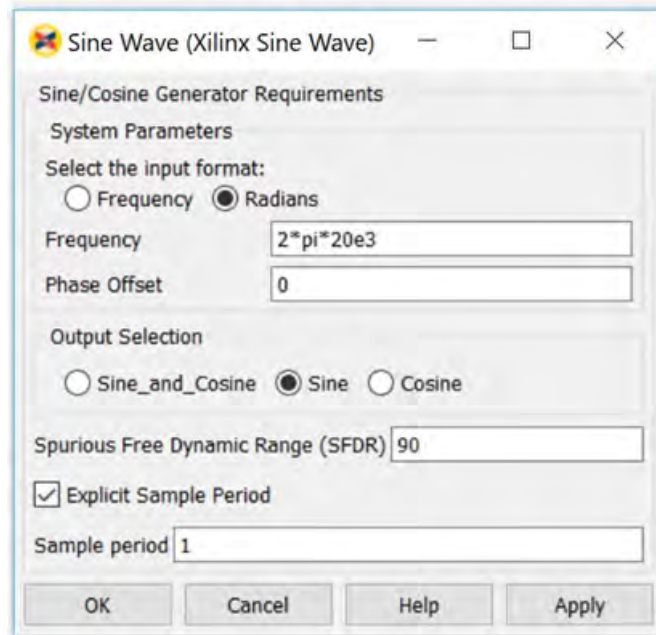 Sine Wave (Xilinx Sine Wave)
Sine/Cosine Generator Requirements
System Parameters
Select the input format:
Frequency Radians
Frequency 2*pi*20e3
Phase Offset 0
Output Selection
Sine_and_Cosine Sine Cosine
Spurious Free Dynamic Range (SFDR) 90
Explicit Sample Period
Sample period 1
OK Cancel Help Apply